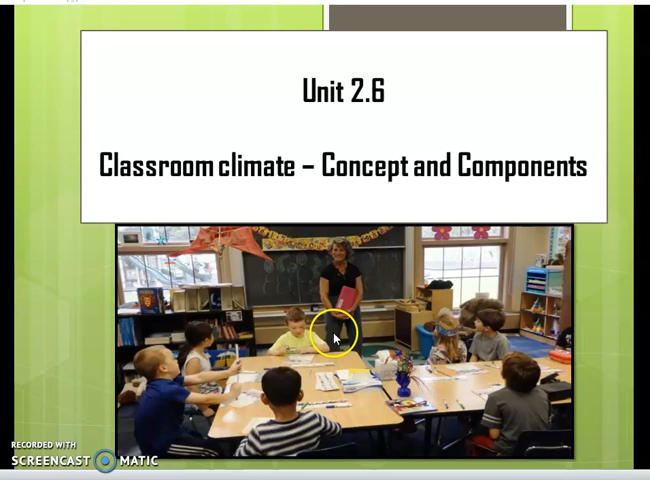 Unit 2.6
Classroom climate – Concept and Components
RECORDED WITH
SCREENCAST MATIC